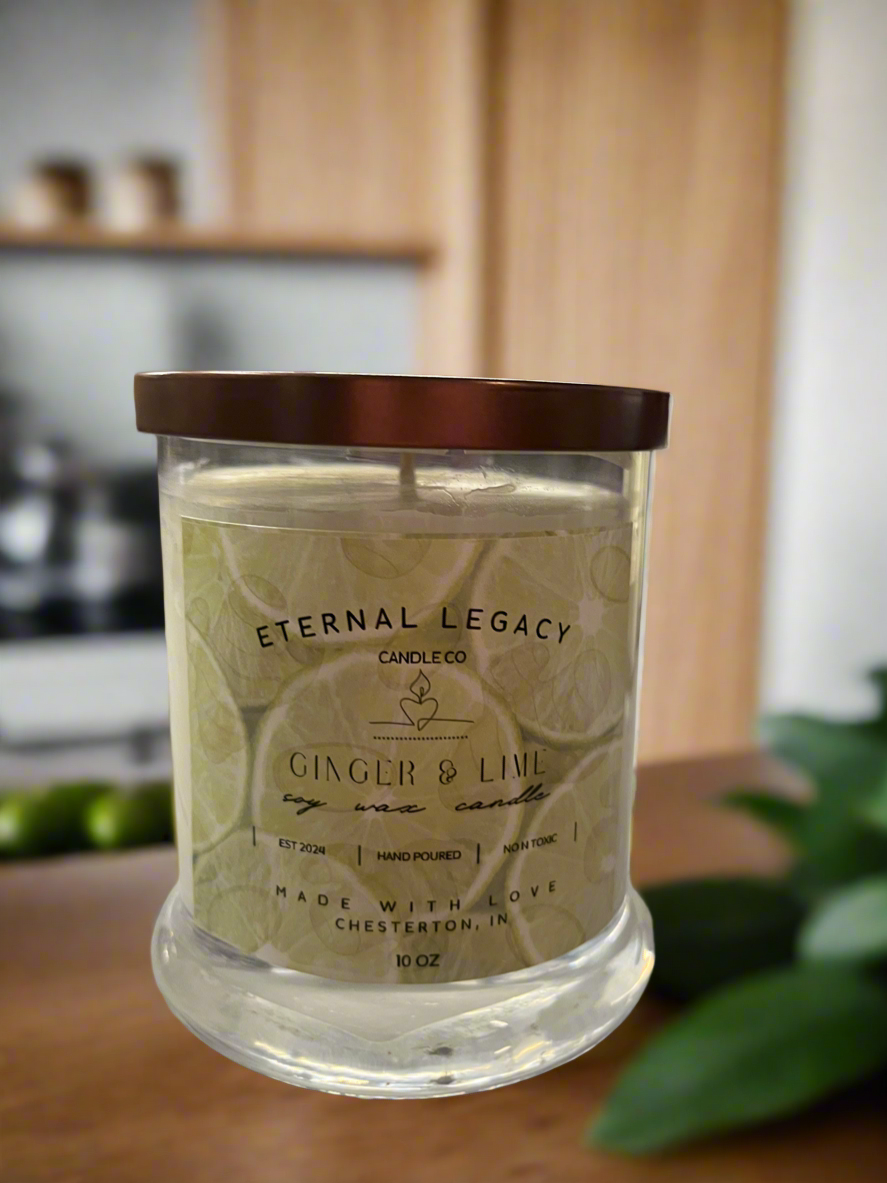 ETERNAL LEGACY
CANDLE CO
GINGER & LIME
soy wax candle
| EST 2024 | HAND POURED | NON TOXIC |
MADE WITH LOVE
CHESTERTON, IN
10 OZ